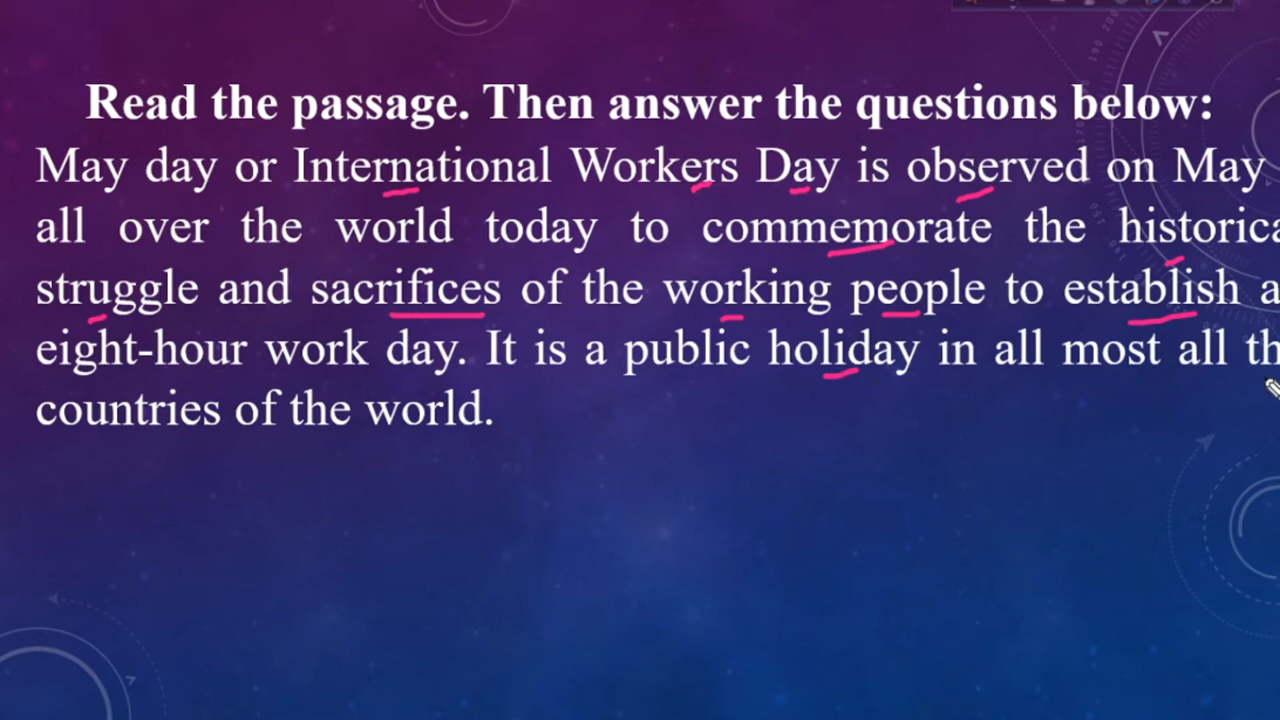 Read the passage. Then answer the questions below:
May day or International Workers Day is observed on May
all over the world today to commemorate the historica
struggle and sacrifices of the working people to establish a
eight-hour work day. It is a public holiday in all most all th
countries of the world.